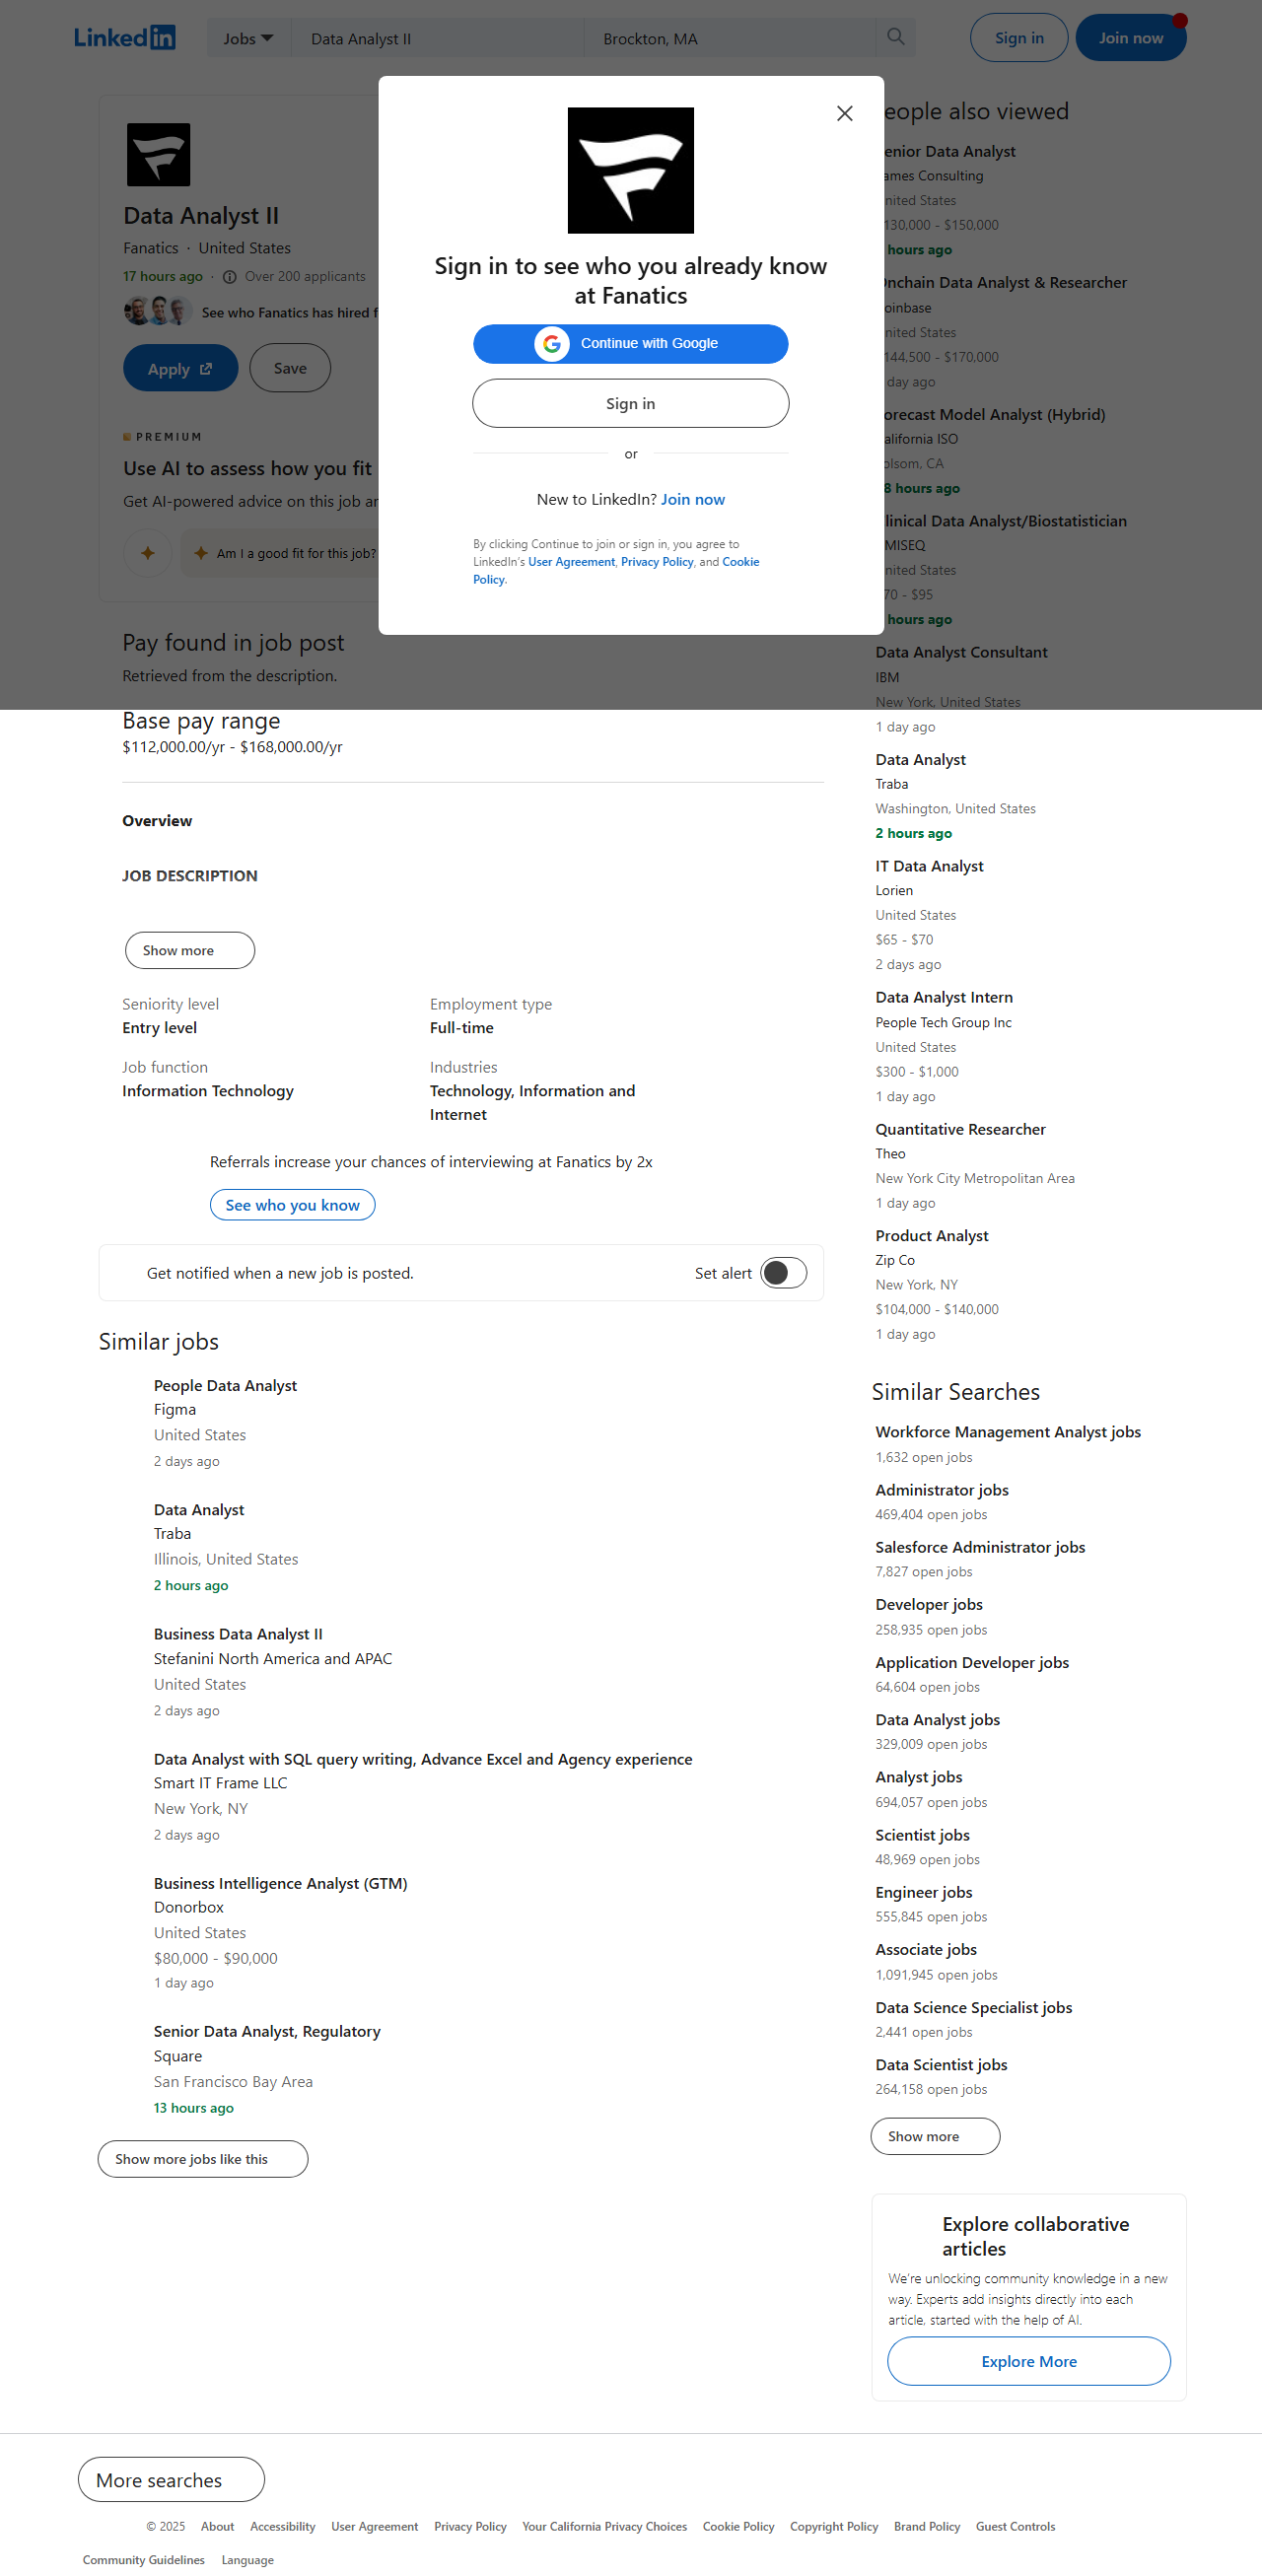 LinkedIn
Jobs
Data Analyst II
Brockton, MA
Sign in
Join now
Data Analyst II
Fanatics · United States
17 hours ago · Over 200 applicants
See who Fanatics has hired f
Apply
Save
PREMIUM
Use AI to assess how you fit
Get AI-powered advice on this job ar
Am I a good fit for this job?
Sign in to see who you already know
at Fanatics
Continue with Google
Sign in
or
New to LinkedIn? Join now
By clicking Continue to join or sign in, you agree to
LinkedIn's User Agreement, Privacy Policy, and Cookie
Policy.
Pay found in job post
Retrieved from the description.
Base pay range
$112,000.00/yr - $168,000.00/yr
Overview
JOB DESCRIPTION
Show more
Seniority level
Entry level
Employment type
Full-time
Job function
Information Technology
Industries
Technology, Information and
Internet
Referrals increase your chances of interviewing at Fanatics by 2x
See who you know
Get notified when a new job is posted.
Set alert
Similar jobs
People Data Analyst
Figma
United States
2 days ago
Data Analyst
Traba
Illinois, United States
2 hours ago
Business Data Analyst II
Stefanini North America and APAC
United States
2 days ago
Data Analyst with SQL query writing, Advance Excel and Agency experience
Smart IT Frame LLC
New York, NY
2 days ago
Business Intelligence Analyst (GTM)
Donorbox
United States
$80,000 - $90,000
1 day ago
Senior Data Analyst, Regulatory
Square
San Francisco Bay Area
13 hours ago
Show more jobs like this
eople also viewed
enior Data Analyst
ames Consulting
nited States
130,000 - $150,000
hours ago
nchain Data Analyst & Researcher
oinbase
nited States
144,500 - $170,000
day ago
orecast Model Analyst (Hybrid)
alifornia ISO
olsom, CA
8 hours ago
linical Data Analyst/Biostatistician
MISEQ
nited States
70 - $95
hours ago
Data Analyst Consultant
IBM
New York, United States
1 day ago
Data Analyst
Traba
Washington, United States
2 hours ago
IT Data Analyst
Lorien
United States
$65 - $70
2 days ago
Data Analyst Intern
People Tech Group Inc
United States
$300 - $1,000
1 day ago
Quantitative Researcher
Theo
New York City Metropolitan Area
1 day ago
Product Analyst
Zip Co
New York, NY
$104,000 - $140,000
1 day ago
Similar Searches
Workforce Management Analyst jobs
1,632 open jobs
Administrator jobs
469,404 open jobs
Salesforce Administrator jobs
7,827 open jobs
Developer jobs
258,935 open jobs
Application Developer jobs
64,604 open jobs
Data Analyst jobs
329,009 open jobs
Analyst jobs
694,057 open jobs
Scientist jobs
48,969 open jobs
Engineer jobs
555,845 open jobs
Associate jobs
1,091,945 open jobs
Data Science Specialist jobs
2,441 open jobs
Data Scientist jobs
264,158 open jobs
Show more
Explore collaborative
articles
We're unlocking community knowledge in a new
way. Experts add insights directly into each
article, started with the help of AI.
Explore More
More searches
© 2025 About Accessibility User Agreement Privacy Policy Your California Privacy Choices Cookie Policy Copyright Policy Brand Policy Guest Controls
Community Guidelines Language